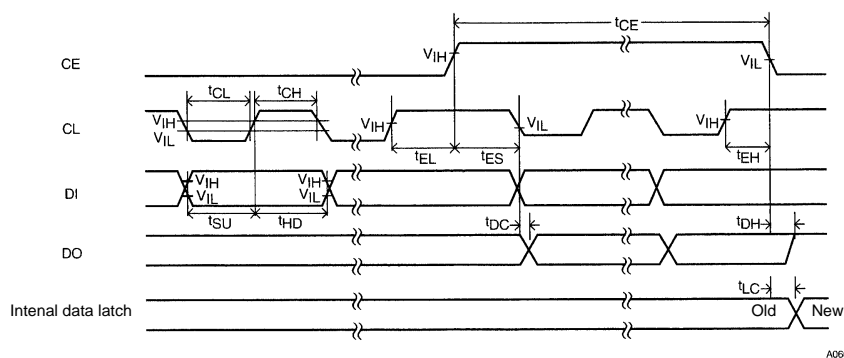 tCE
CE
VIH
VIL
tCL
tCH
CL
VIH
VIL
VIH
VIL
VIH
tEL
tES
tEH
DI
VIH
VIL
VIH
VIL
tSU
tHD
tDC
tDH
DO
tLC
Intenal data latch
Old
New
A06